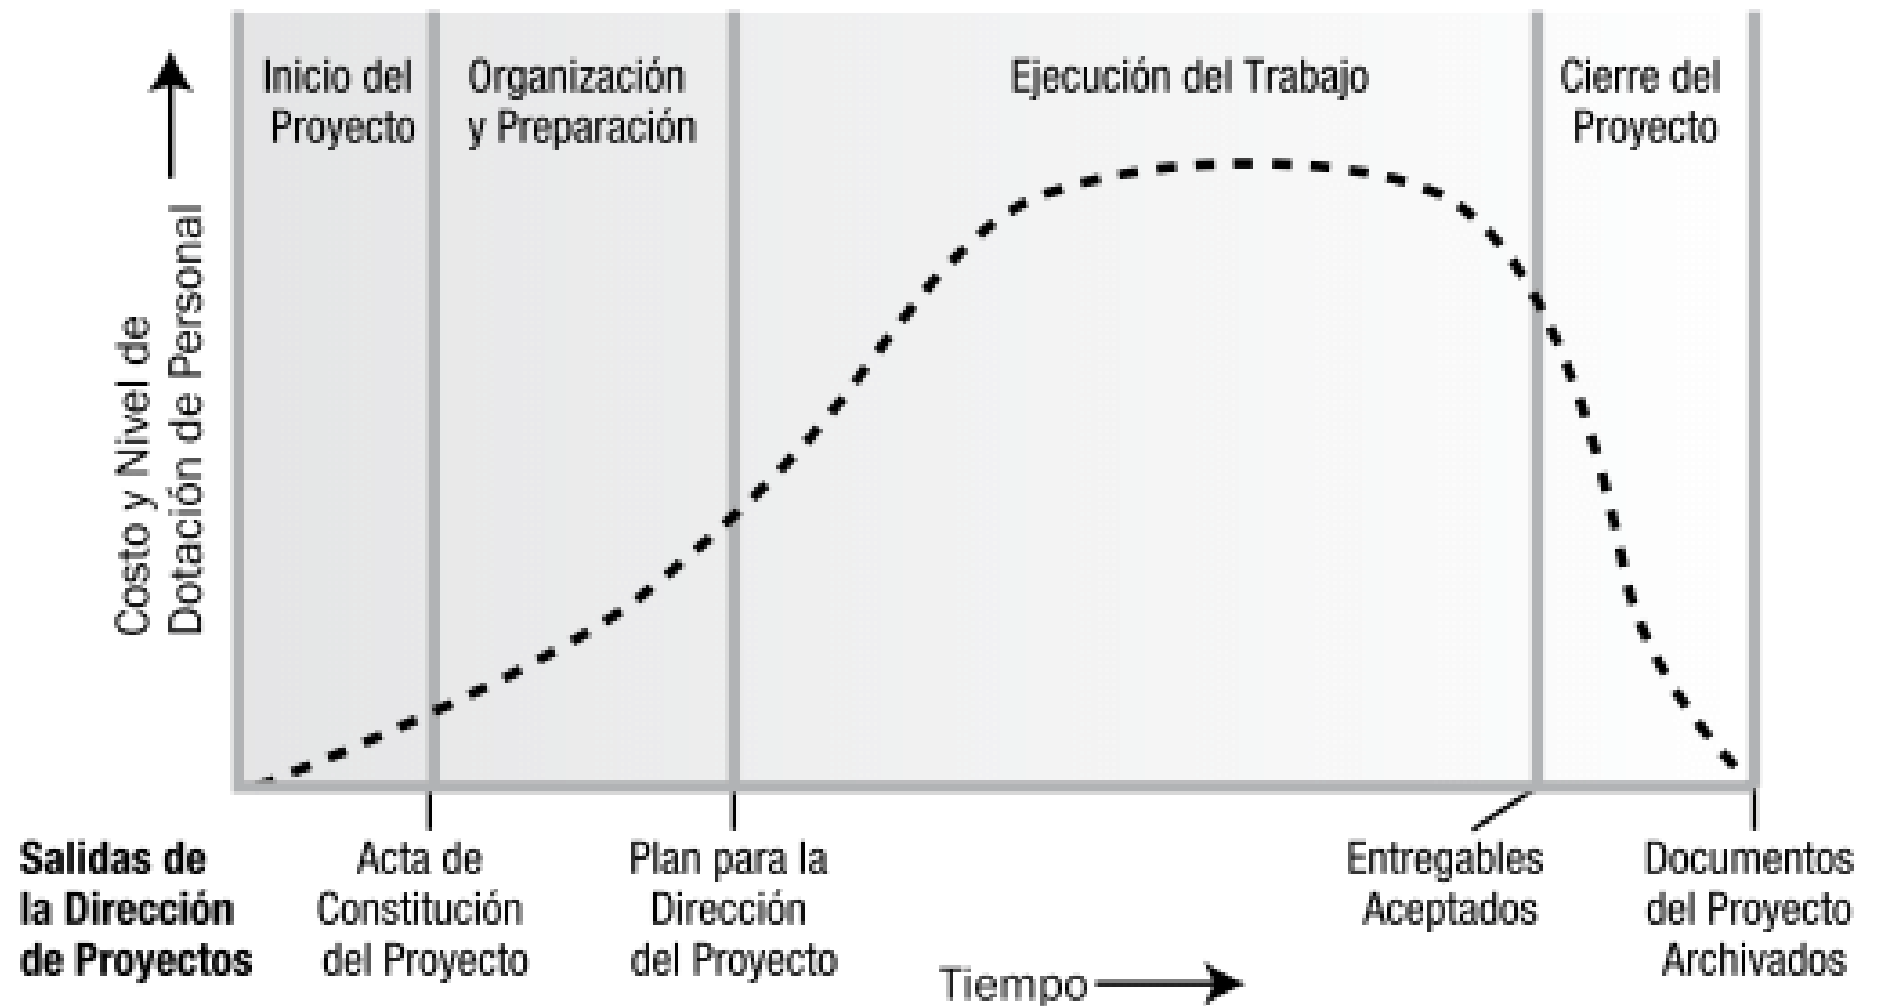 Inicio del
Proyecto
Organización
y Preparación
Ejecución del Trabajo
Cierre del
Proyecto
Costo y Nivel de
Dotación de Personal
Salidas de
la Dirección
de Proyectos
Acta de
Constitución
del Proyecto
Plan para la
Dirección
del Proyecto
Entregables
Aceptados
Documentos
del Proyecto
Archivados
Tiempo